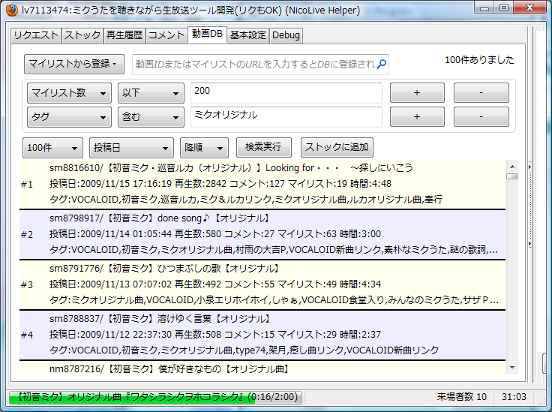 lv7113474:ミクうたを聴きながら生放送ツール開発(リクもOK) (NicoLive Helper)
リクエスト ストック 再生履歴 コメント 動画DB 基本設定 Debug
マイリストから登録 動画IDまたはマイリストのURLを入力するとDBに登録され 100件ありました
マイリスト数 以下 200 + -
タグ 含む ミクオリジナル + -
100件 投稿日 降順 検索実行 ストックに追加
sm8816610/【初音ミク・巡音ルカ（オリジナル）】Looking for・・・ ～探しにいこう
#1 投稿日:2009/11/15 17:16:19 再生数:2842 コメント:127 マイリスト:19 時間:4:48
タグ:VOCALOID,初音ミク,巡音ルカ,ミク&ルカリンク,ミクオリジナル曲,ルカオリジナル曲,奉行
sm8798917/【初音ミク】done song♪【オリジナル】
#2 投稿日:2009/11/14 01:05:44 再生数:580 コメント:27 マイリスト:63 時間:3:00
タグ:VOCALOID,初音ミク,ミクオリジナル曲,村雨の大吉P,VOCALOID新曲リンク,素朴なミクうた,謎の歌詞,...
sm8791776/【初音ミク】ひつまぶしの歌【オリジナル】
#3 投稿日:2009/11/13 07:07:02 再生数:492 コメント:55 マイリスト:49 時間:4:34
タグ:ミクオリジナル曲,VOCALOID,小泉エリホイホイ,しゃぁ,VOCALOID食堂入り,みんなのミクうた,サザP...
sm8788837/【初音ミク】溶けゆく言葉【オリジナル】
#4 投稿日:2009/11/12 22:37:30 再生数:508 コメント:15 マイリスト:29 時間:2:37
タグ:VOCALOID,初音ミク,ミクオリジナル曲,type74,架月,癒し曲リンク,VOCALOID新曲リンク
nm8787216/【初音ミク】僕が好きなもの【オリジナル曲】
【初音ミク】オリジナル曲『ワタシラシクヲホコラシク』(0:16/2:00) 来場者数 10 31:03